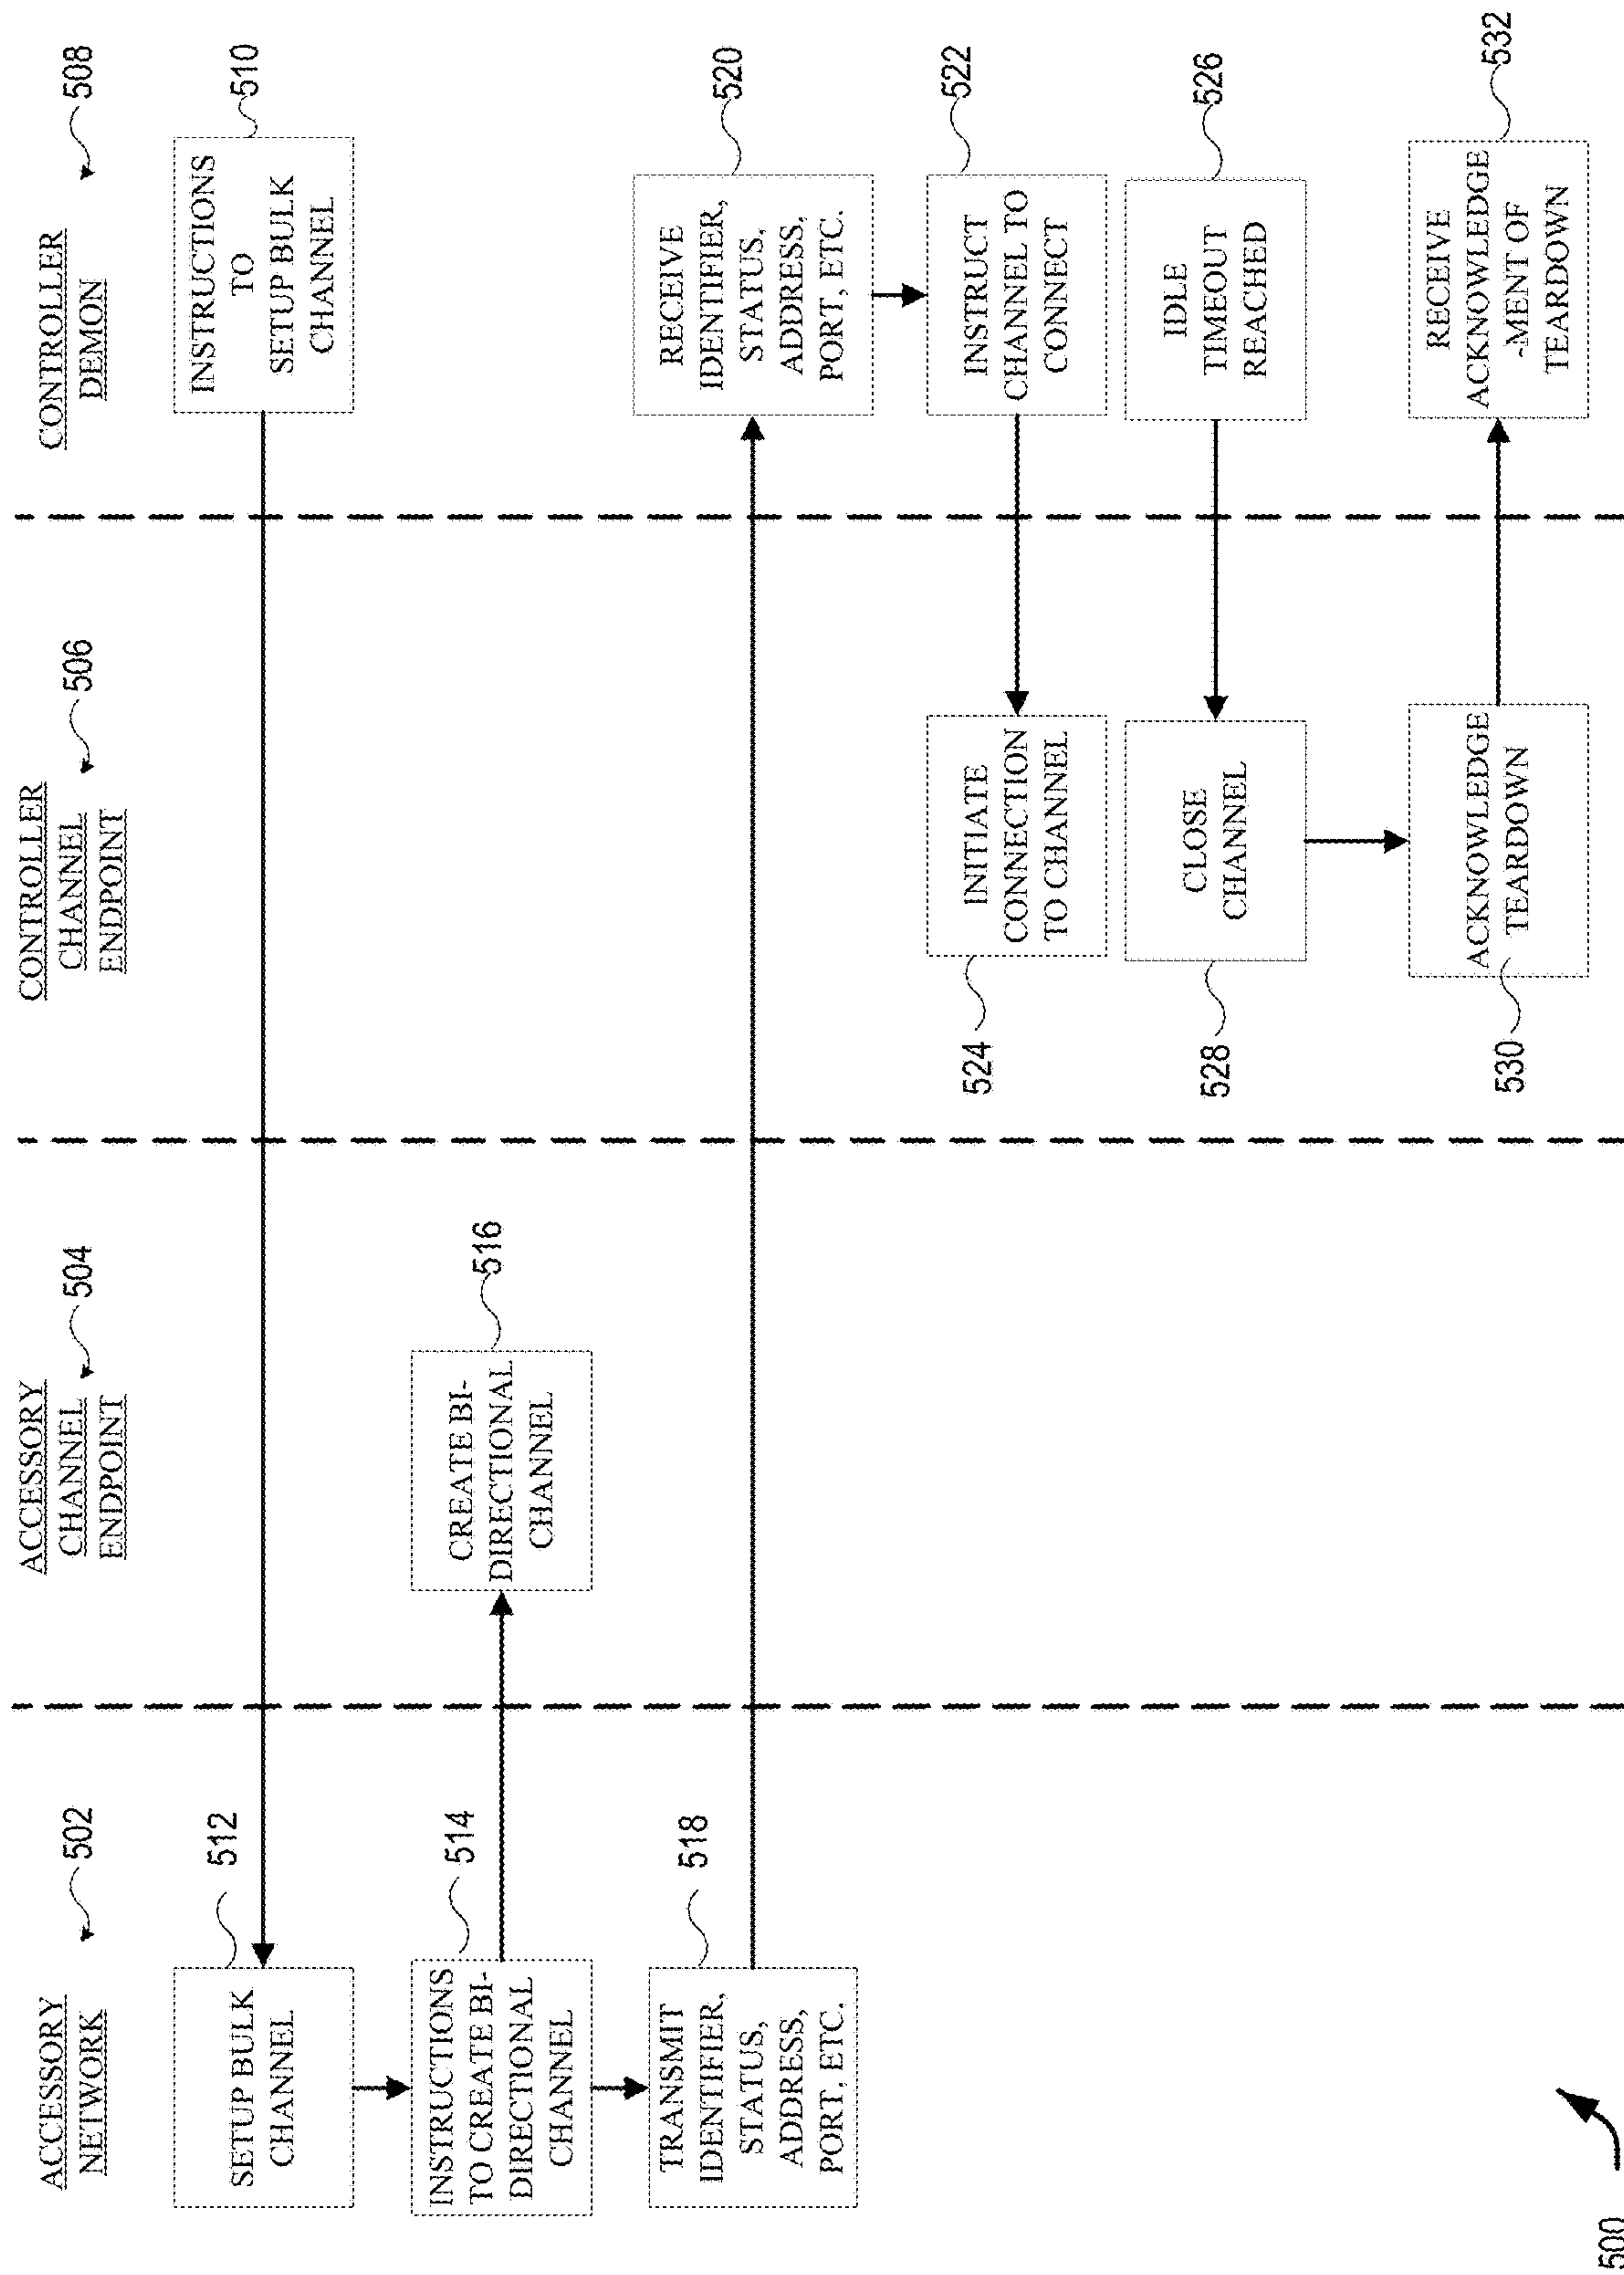 ACCESSORY
NETWORK
502
ACCESSORY
CHANNEL
ENDPOINT
504
CONTROLLER
CHANNEL
ENDPOINT
506
CONTROLLER
DEMON
508
SETUP BULK
CHANNEL
512
INSTRUCTIONS
TO
SETUP BULK
CHANNEL
510
INSTRUCTIONS
TO CREATE BI-
DIRECTIONAL
CHANNEL
514
CREATE BI-
DIRECTIONAL
CHANNEL
516
TRANSMIT
IDENTIFIER,
STATUS,
ADDRESS,
PORT, ETC.
518
RECEIVE
IDENTIFIER,
STATUS,
ADDRESS,
PORT, ETC.
520
INITIATE
CONNECTION
TO CHANNEL
524
INSTRUCT
CHANNEL TO
CONNECT
522
CLOSE
CHANNEL
528
IDLE
TIMEOUT
REACHED
526
ACKNOWLEDGE
TEARDOWN
530
RECEIVE
ACKNOWLEDGE
-MENT OF
TEARDOWN
532
500